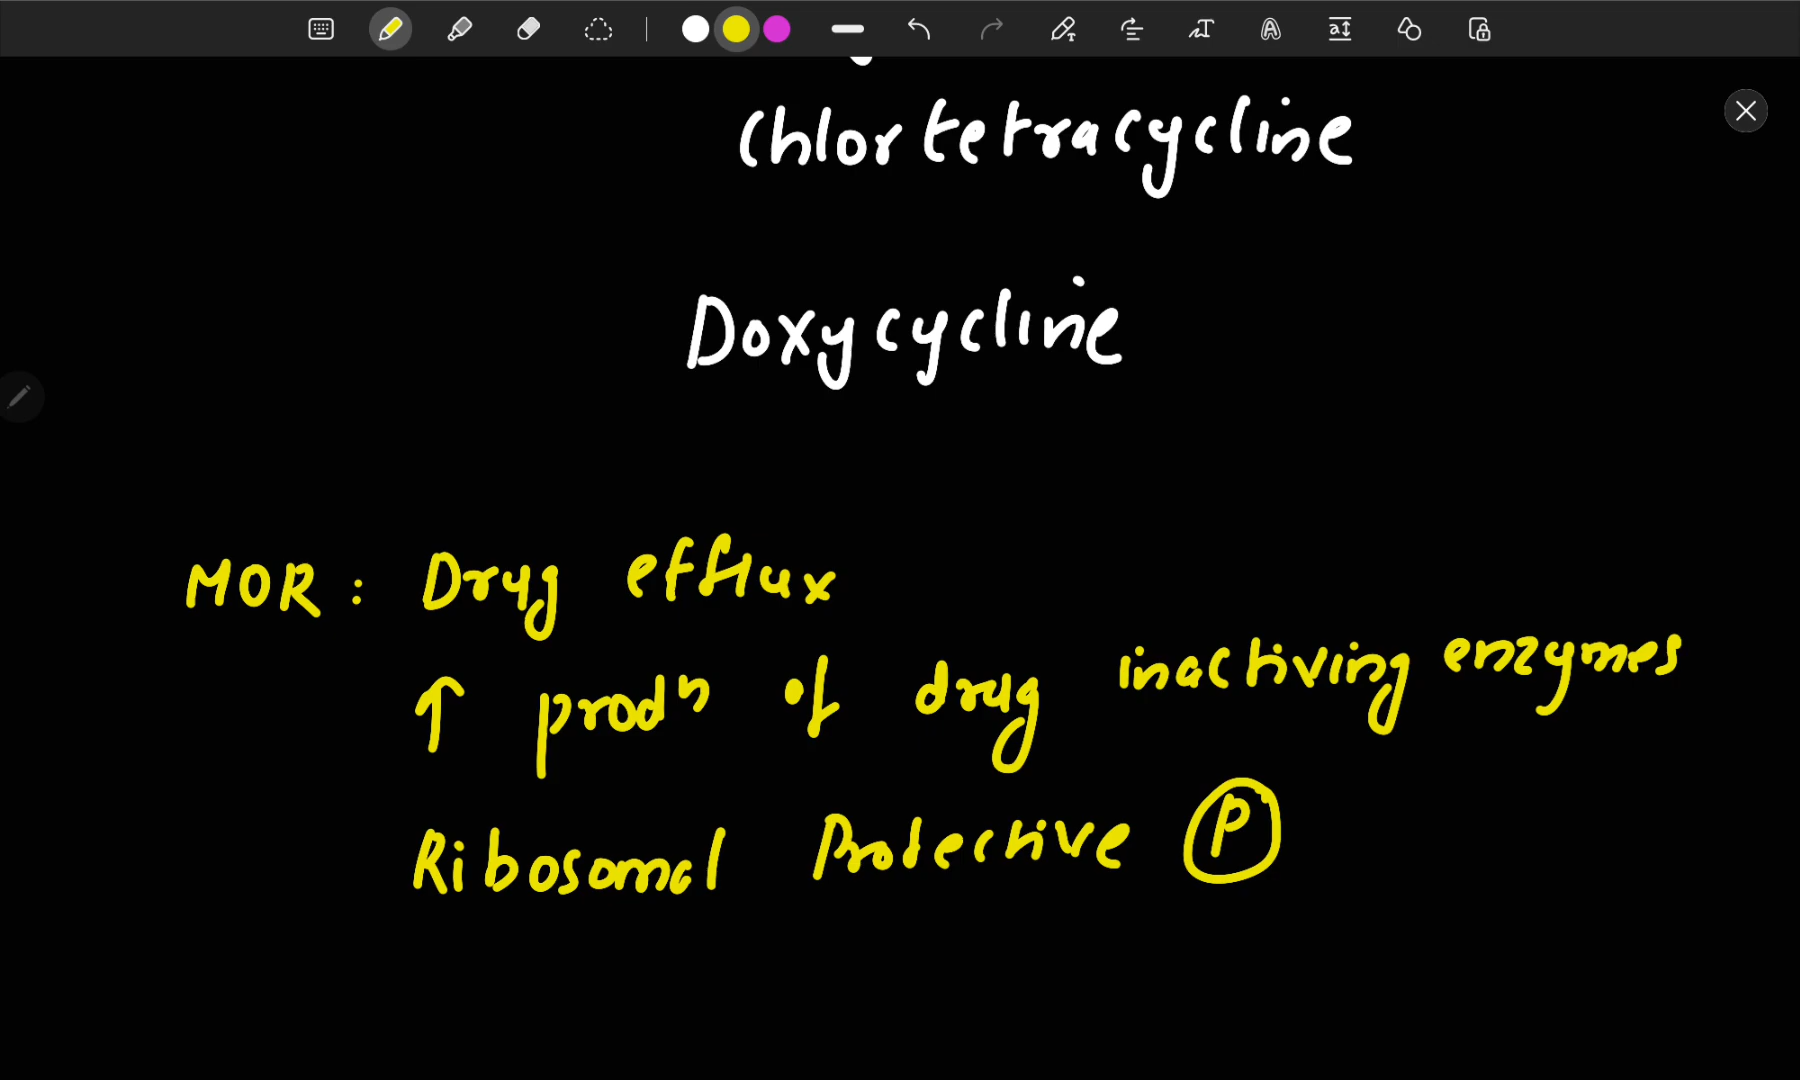 Chlortetracycline
Doxycycline
MOR : Drug efflux
↑ prodⁿ of drug inactiving enzymes
Ribosomal Protective Ⓟ